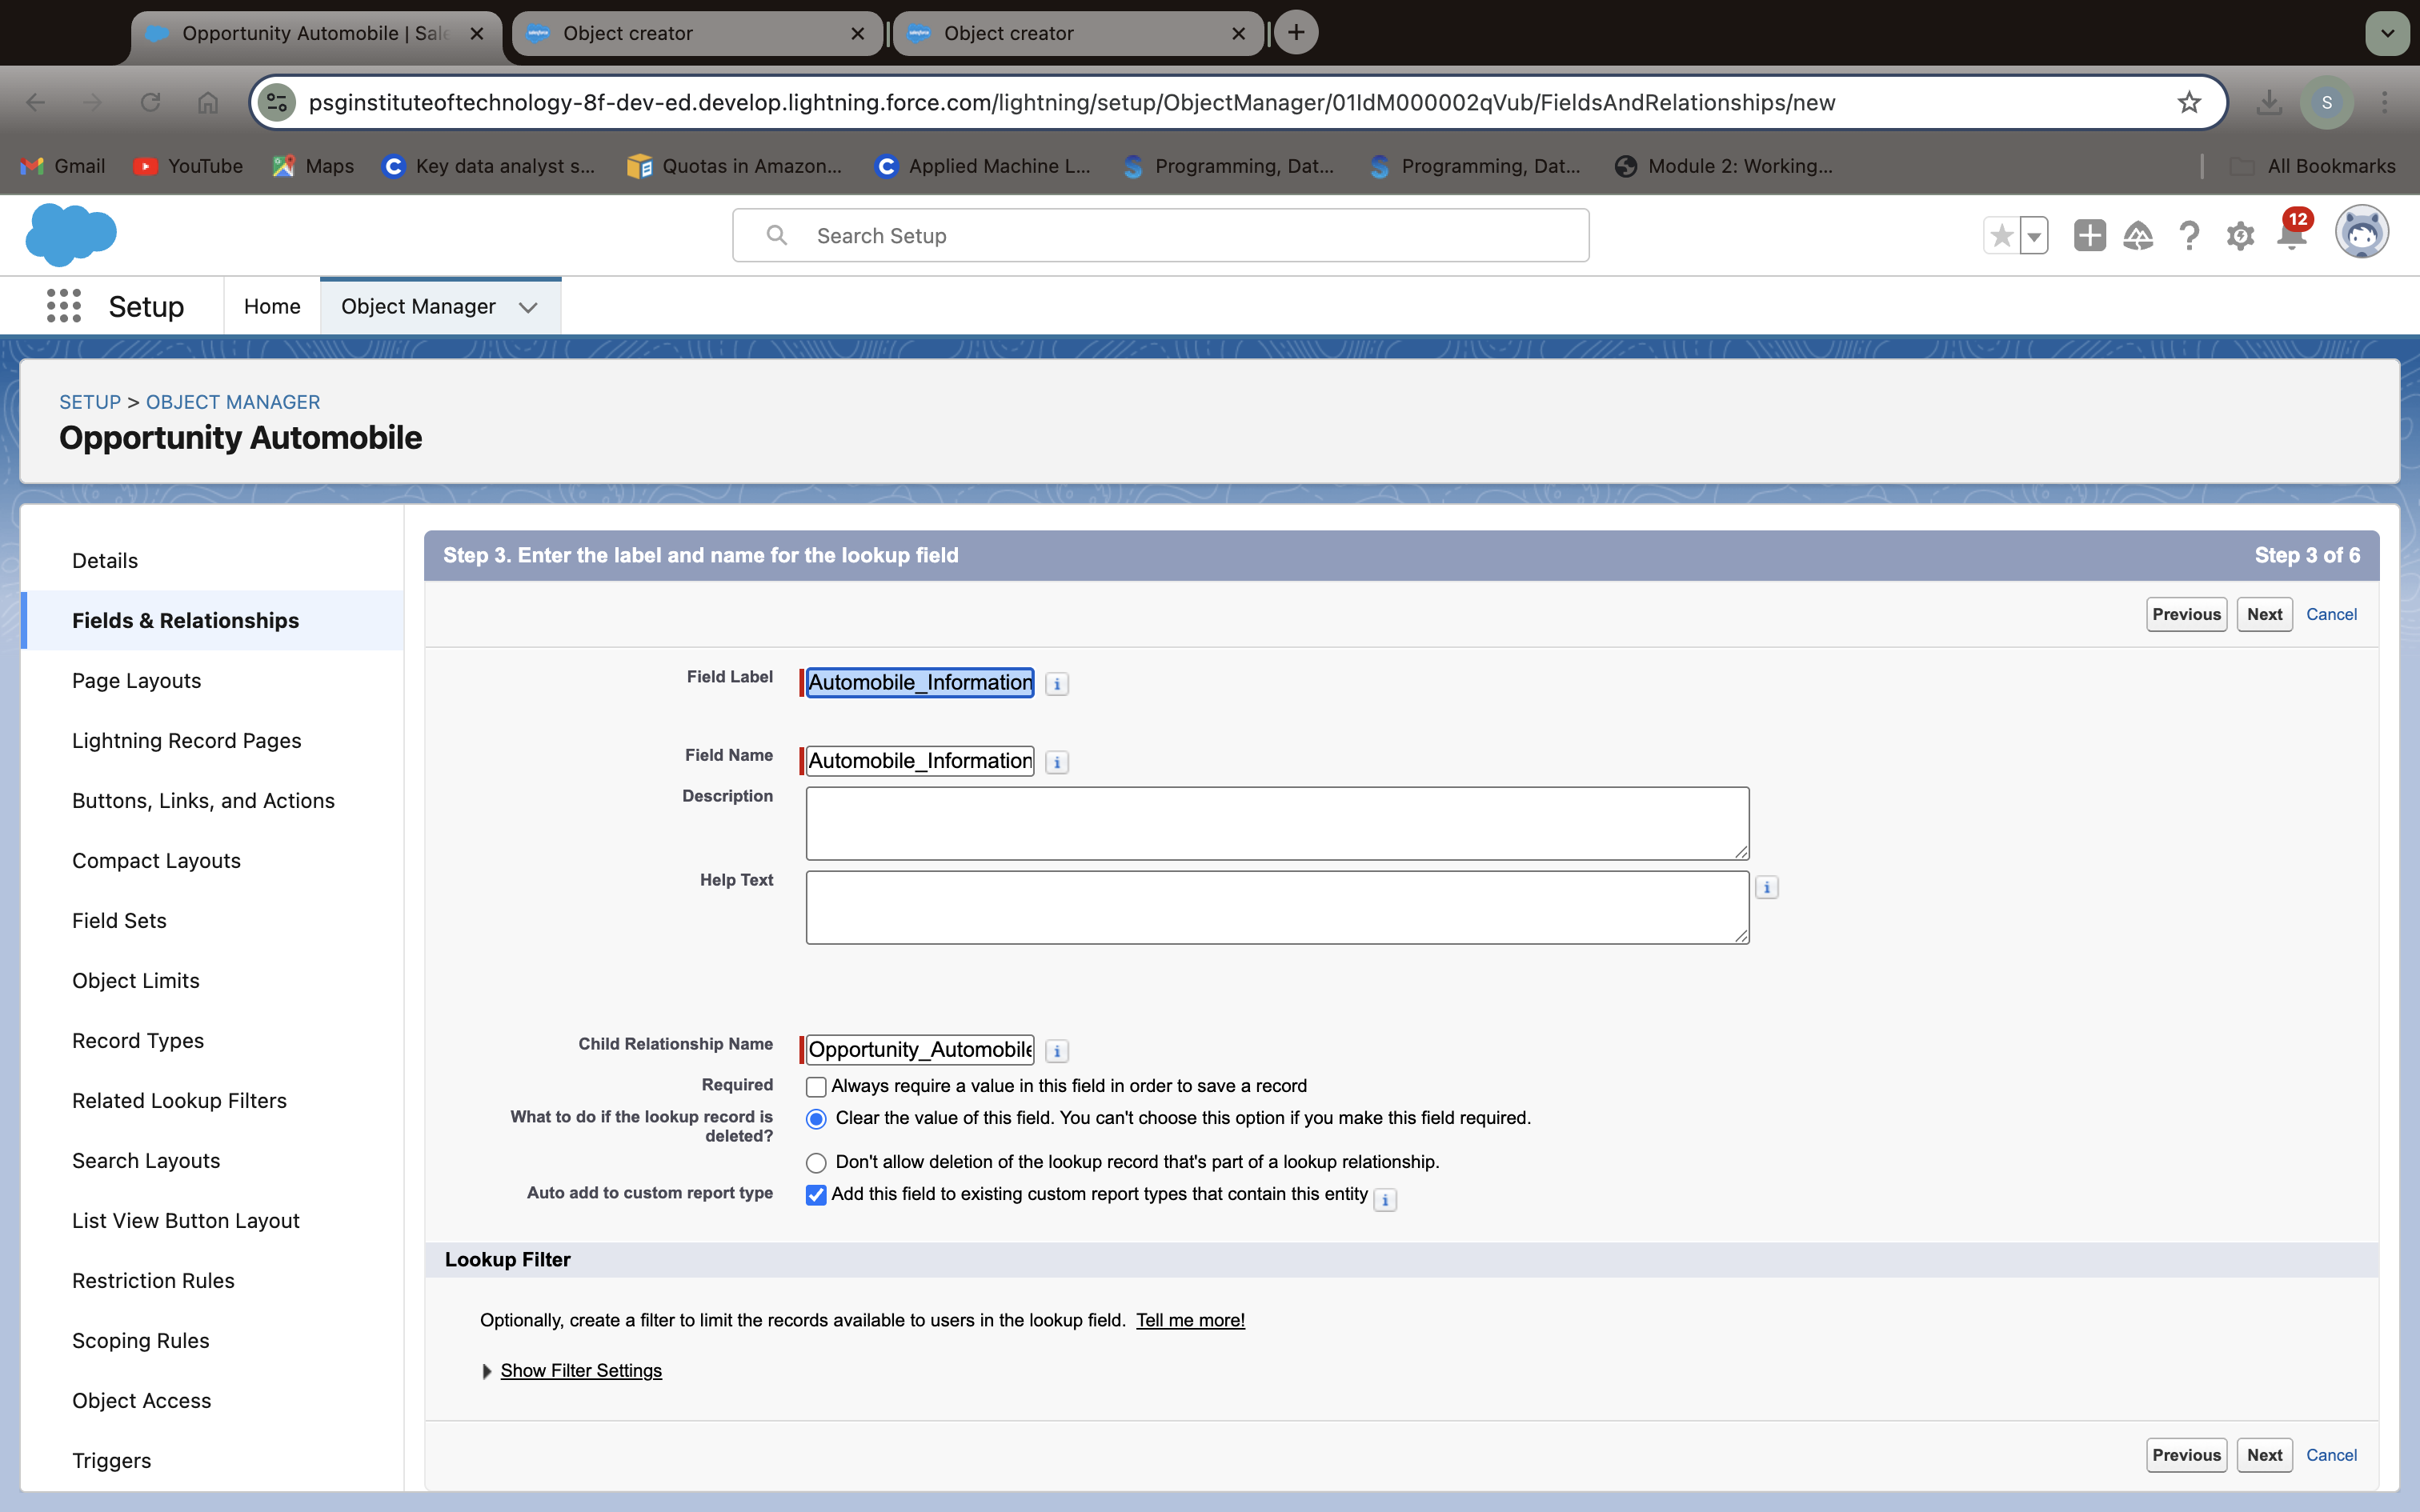 Opportunity Automobile | Sale
Object creator
Object creator
psginstituteoftechnology-8f-dev-ed.develop.lightning.force.com/lightning/setup/ObjectManager/01IdM000002qVub/FieldsAndRelationships/new
S
Gmail
YouTube
Maps
Key data analyst s...
Quotas in Amazon...
Applied Machine L...
Programming, Dat...
Programming, Dat...
Module 2: Working...
All Bookmarks
Search Setup
12
Setup
Home
Object Manager
SETUP > OBJECT MANAGER
Opportunity Automobile
Details
Fields & Relationships
Page Layouts
Lightning Record Pages
Buttons, Links, and Actions
Compact Layouts
Field Sets
Object Limits
Record Types
Related Lookup Filters
Search Layouts
List View Button Layout
Restriction Rules
Scoping Rules
Object Access
Triggers
Step 3. Enter the label and name for the lookup field
Step 3 of 6
Previous
Next
Cancel
Field Label
Automobile_Information
Field Name
Automobile_Information
Description
Help Text
Child Relationship Name
Opportunity_Automobile
Required
Always require a value in this field in order to save a record
What to do if the lookup record is
deleted?
Clear the value of this field. You can't choose this option if you make this field required.
Don't allow deletion of the lookup record that's part of a lookup relationship.
Auto add to custom report type
Add this field to existing custom report types that contain this entity
Lookup Filter
Optionally, create a filter to limit the records available to users in the lookup field. Tell me more!
Show Filter Settings
Previous
Next
Cancel